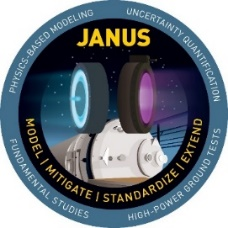 PHYSICS-BASED MODELING
UNCERTAINTY QUANTIFICATION
JANUS
MODEL | MITIGATE | STANDARDIZE | EXTEND
FUNDAMENTAL STUDIES
HIGH-POWER GROUND TESTS